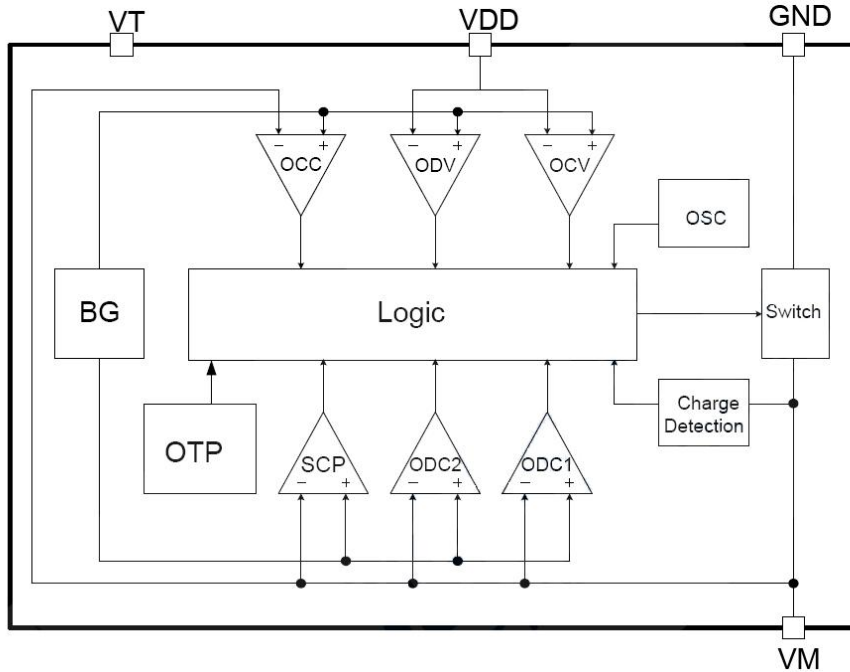 VT
VDD
GND
- +
OCC
- +
ODV
- +
OCV
OSC
BG
Logic
Switch
OTP
SCP
- +
ODC2
- +
ODC1
- +
Charge
Detection
VM